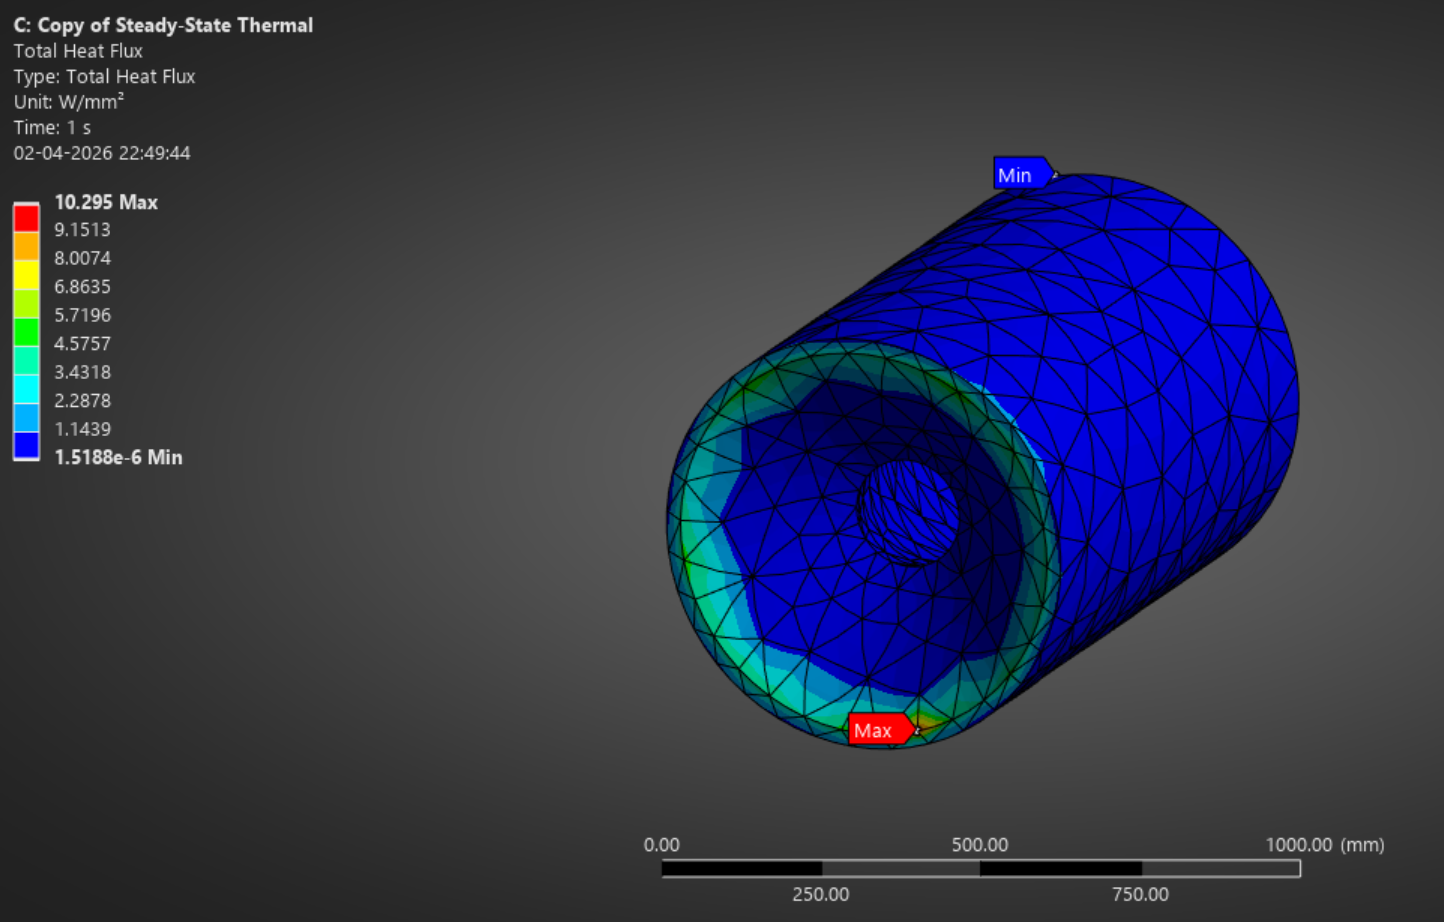 C: Copy of Steady-State Thermal
Total Heat Flux
Type: Total Heat Flux
Unit: W/mm²
Time: 1 s
02-04-2026 22:49:44
10.295 Max
9.1513
8.0074
6.8635
5.7196
4.5757
3.4318
2.2878
1.1439
1.5188e-6 Min
Min
Max
0.00 500.00 1000.00 (mm)
250.00 750.00